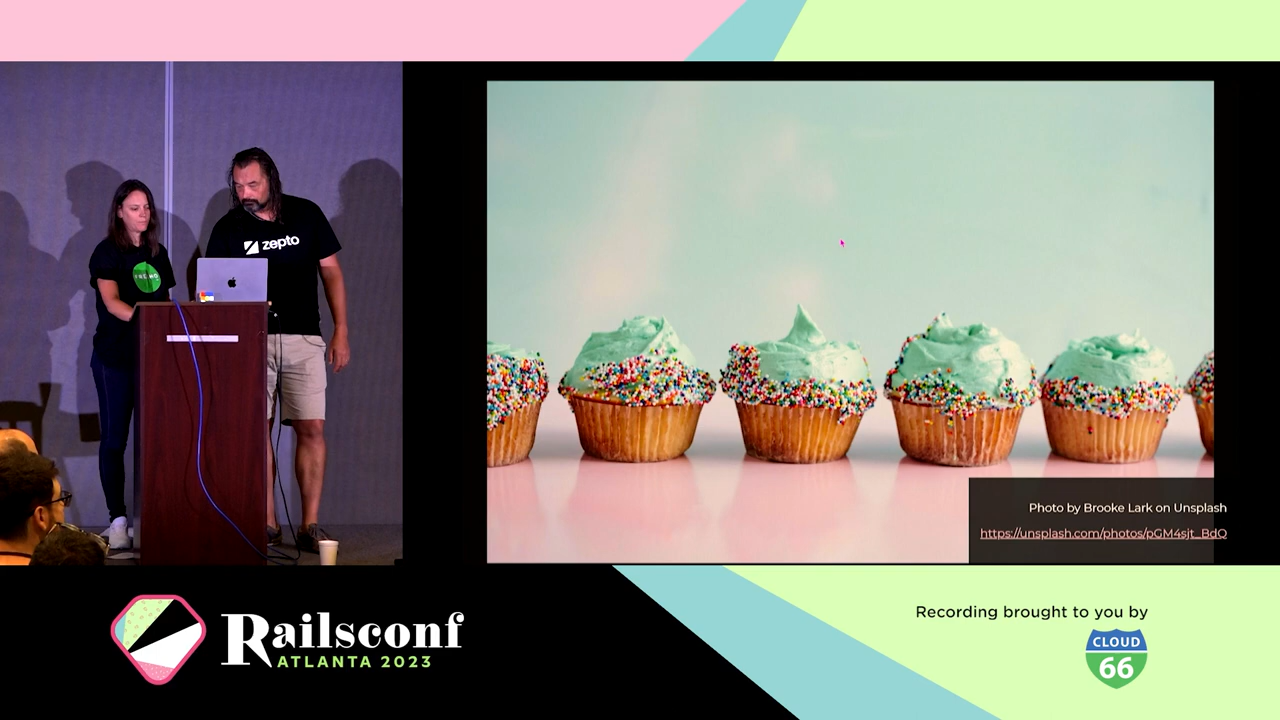 zepto
Photo by Brooke Lark on Unsplash
https://unsplash.com/photos/pGM4sjt_BdQ
Railsconf
ATLANTA 2023
Recording brought to you by
CLOUD
66